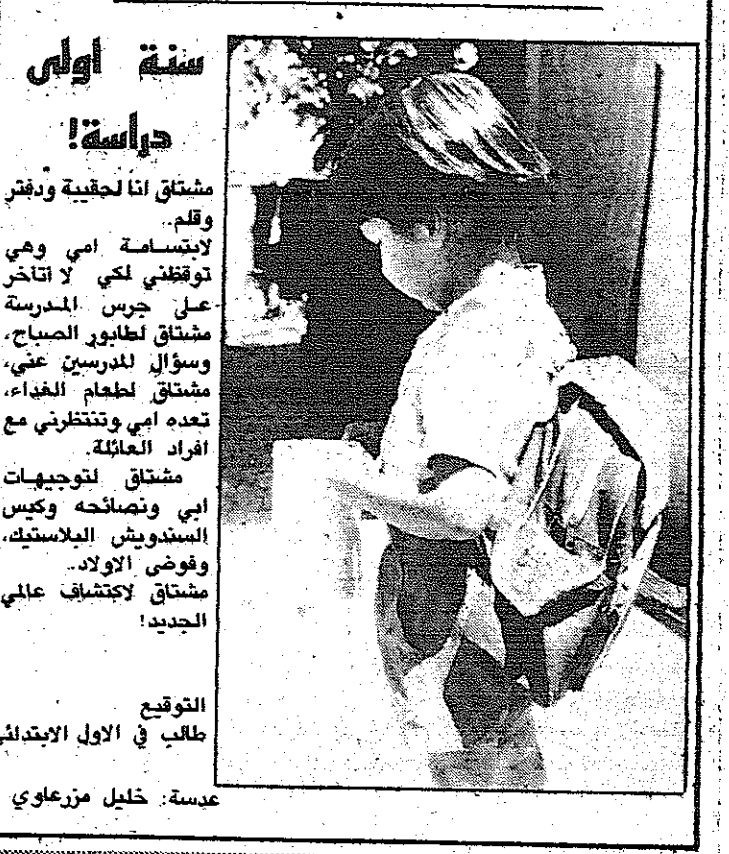 سنة اولى
دراسة!
مشتاق انا لحقيبة ودفتر
وقلم..
لابتسامة امي وهي
توقظني لكي لا اتاخر
على جرس المدرسة
مشتاق لطابور الصباح،
وسؤال المدرسين عني،
مشتاق لطعام الغداء،
تعده امي وتنتظرني مع
افراد العائلة.
مشتاق لتوجيهات
ابي ونصائحه وكيس
السندويش البلاستيك،
وفوضى الاولاد..
مشتاق لاكتشاف عالمي
الجديد!
التوقيع
طالب في الاول الابتدائي
عدسة: خليل مزرعاوي